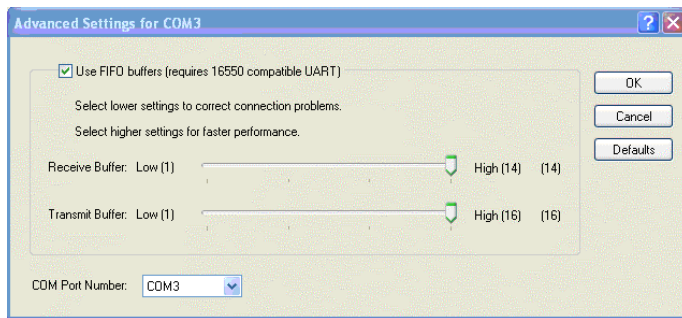 Advanced Settings for COM3
Use FIFO buffers (requires 16550 compatible UART)
Select lower settings to correct connection problems.
Select higher settings for faster performance.
Receive Buffer: Low (1) High (14) (14)
Transmit Buffer: Low (1) High (16) (16)
COM Port Number: COM3
OK
Cancel
Defaults